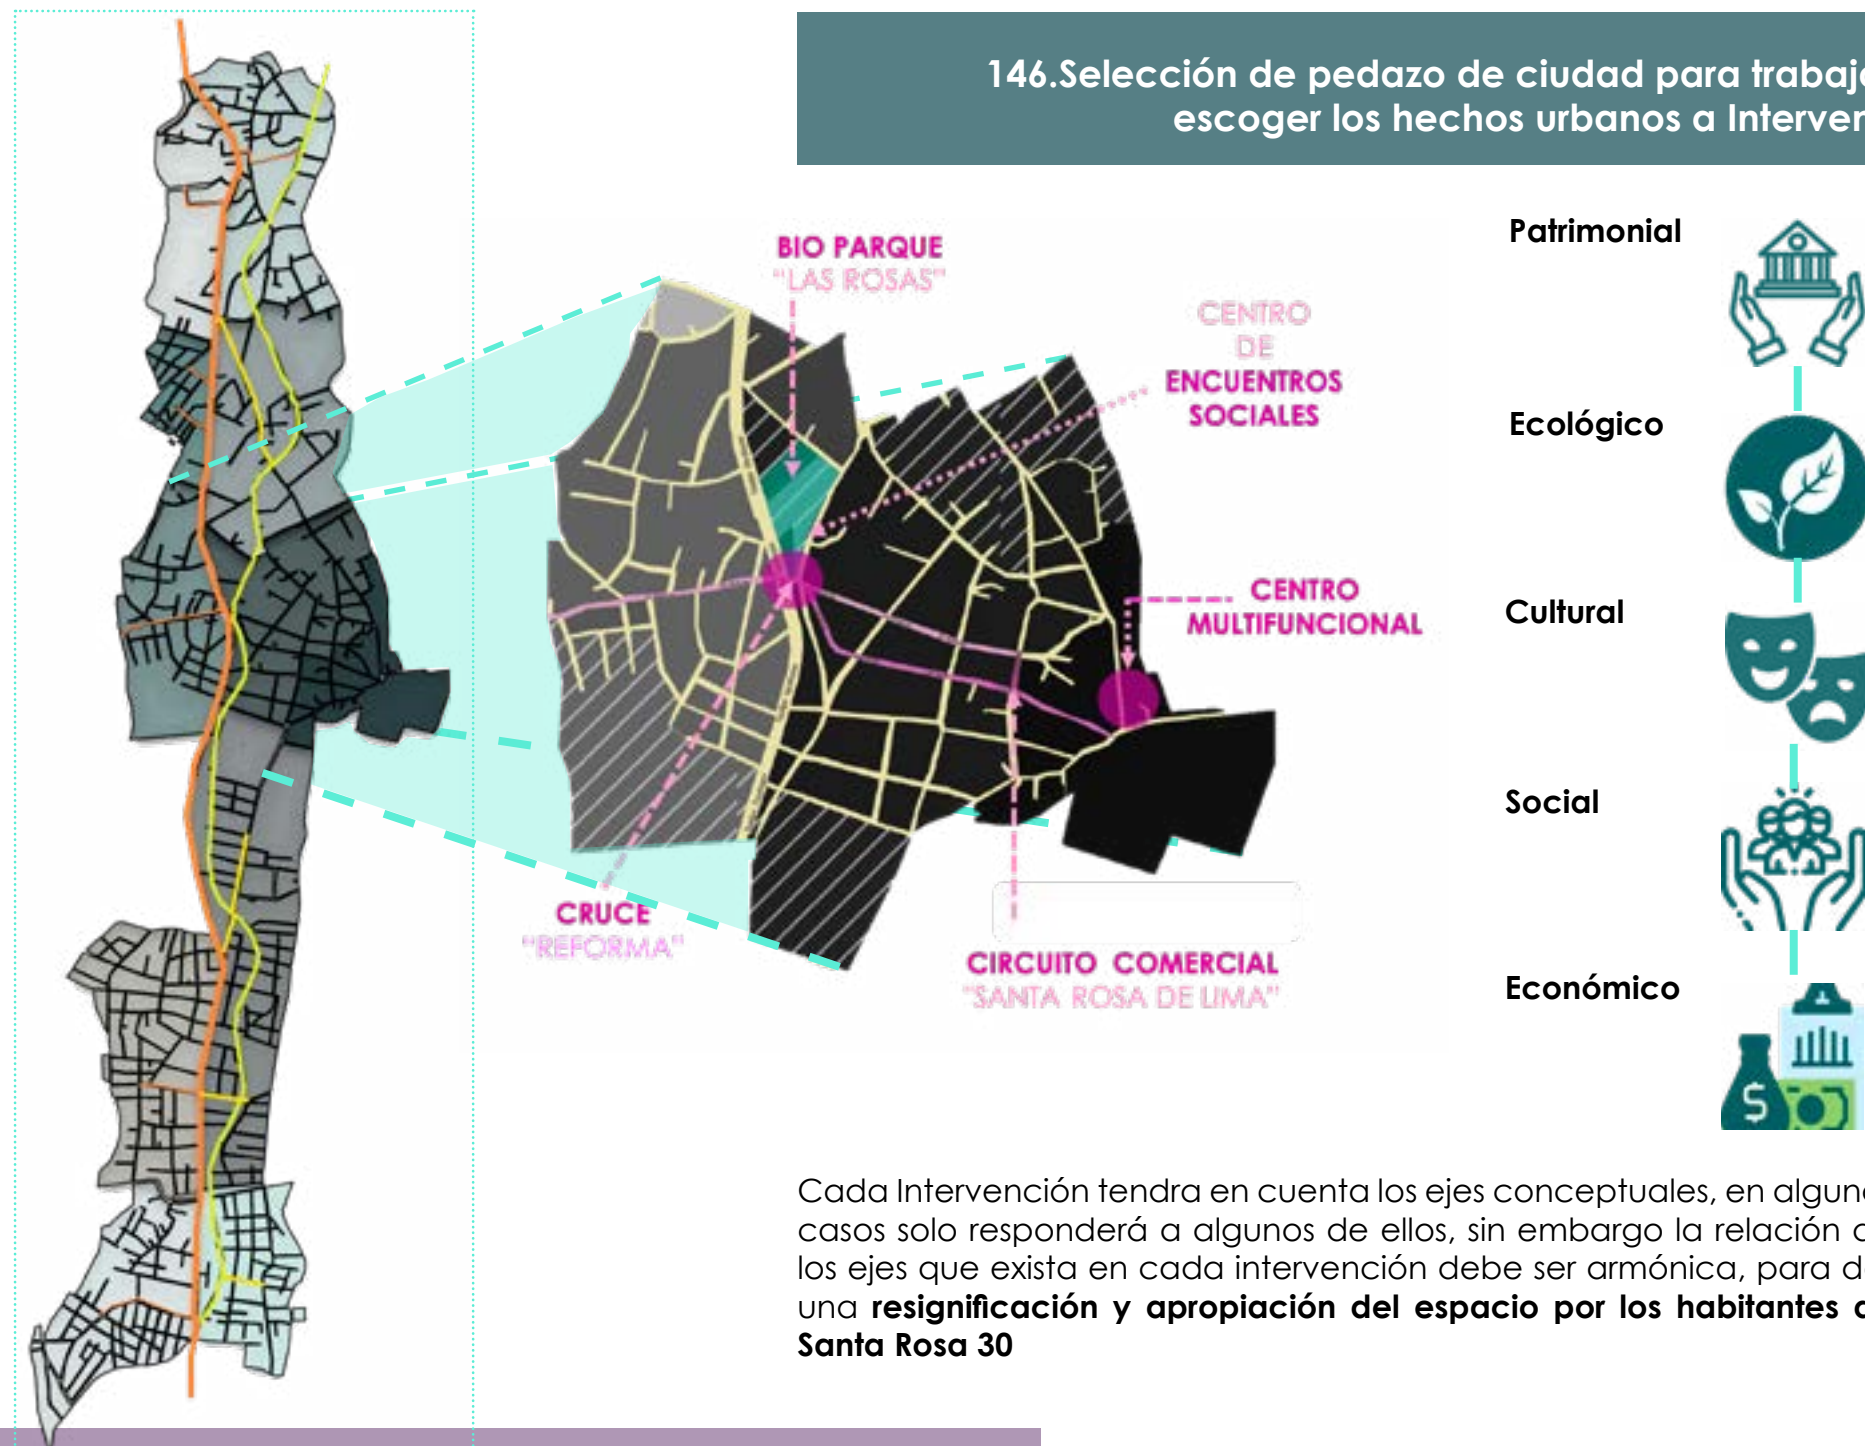 146.Selección de pedazo de ciudad para
escoger los hechos urbanos a
BIO PARQUE
"LAS ROSAS"
CENTRO
DE
ENCUENTROS
SOCIALES
CENTRO
MULTIFUNCIONAL
CRUCE
"REFORMA"
CIRCUITO COMERCIAL
"SANTA ROSA DE LIMA"
Patrimonial
Ecológico
Cultural
Social
Económico
$
Cada Intervención tendra en cuenta los ejes conceptuales, en
casos solo responderá a algunos de ellos, sin embargo la relación
los ejes que exista en cada intervención debe ser armónica, para
una resignificación y apropiación del espacio por los habitantes
Santa Rosa 30